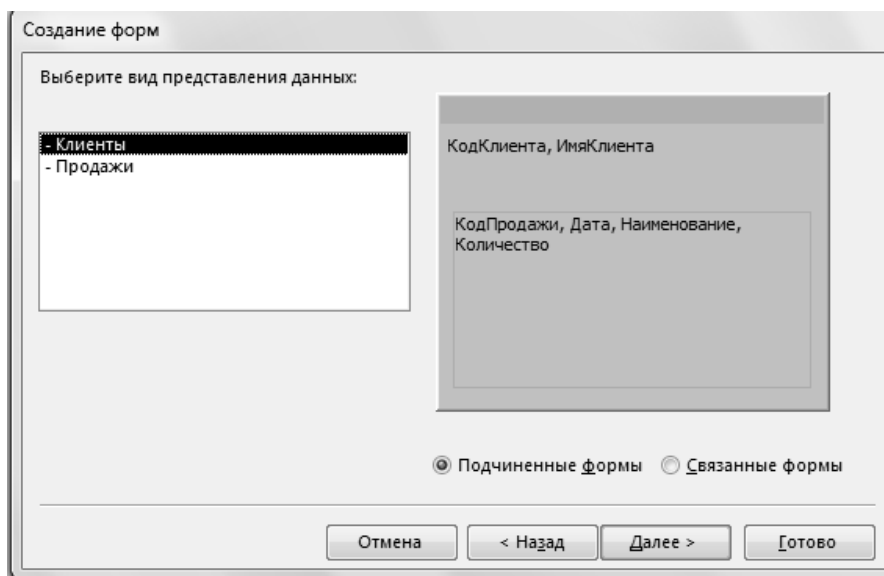 Создание форм
Выберите вид представления данных:
- Клиенты
- Продажи
КодКлиента, ИмяКлиента
КодПродажи, Дата, Наименование,
Количество
Подчиненные формы Связанные формы
Отмена < Назад Далее > Готово